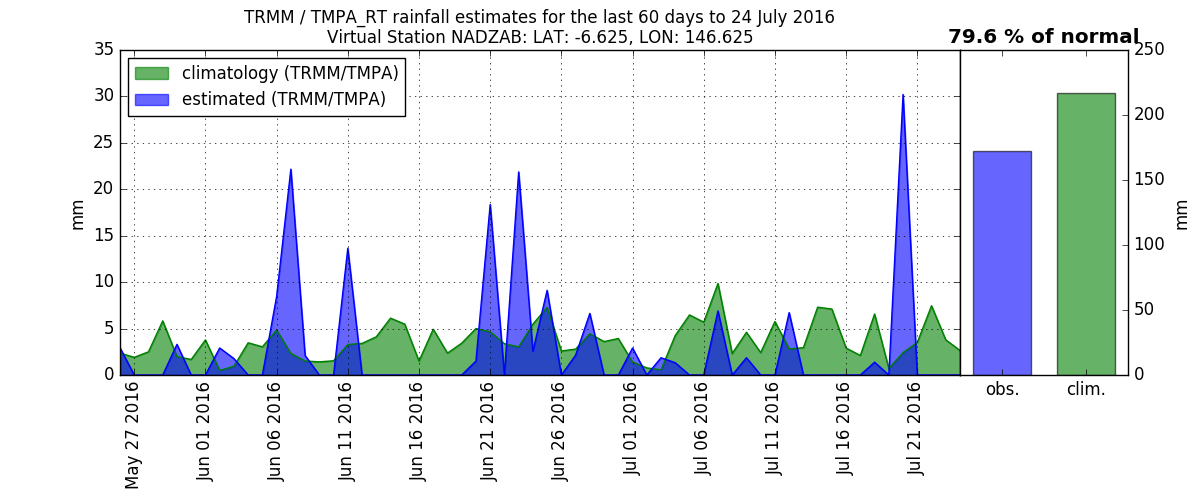 TRMM / TMPA_RT rainfall estimates for the last 60 days to 24 July 2016
Virtual Station NADZAB: LAT: -6.625, LON: 146.625
79.6 % of normal
climatology (TRMM/TMPA)
estimated (TRMM/TMPA)
mm
35
30
25
20
15
10
5
0
May 27 2016
Jun 01 2016
Jun 06 2016
Jun 11 2016
Jun 16 2016
Jun 21 2016
Jun 26 2016
Jul 01 2016
Jul 06 2016
Jul 11 2016
Jul 16 2016
Jul 21 2016
obs.
clim.
250
200
150
100
50
0
mm